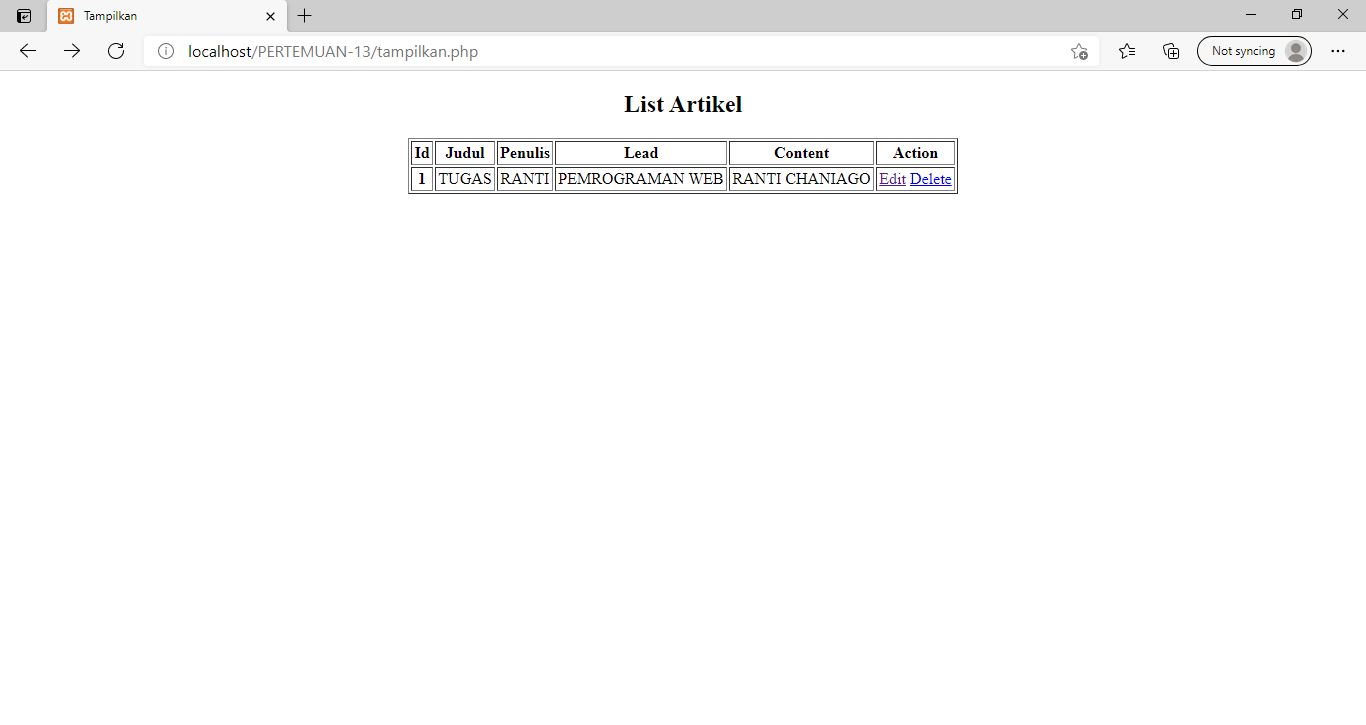 Tampilkan
localhost/PERTEMUAN-13/tampilkan.php
Not syncing
List Artikel
Id Judul Penulis Lead Content Action
1 TUGAS RANTI PEMROGRAMAN WEB RANTI CHANIAGO Edit Delete